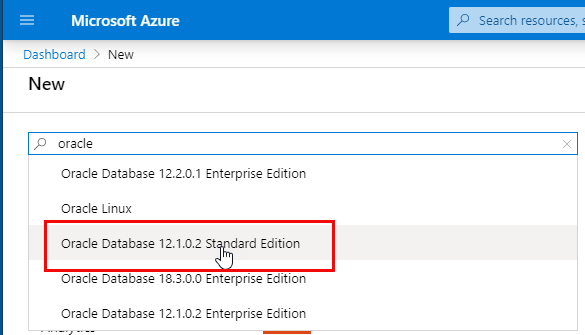 Microsoft Azure
Search resources, s
Dashboard > New
New
oracle
Oracle Database 12.2.0.1 Enterprise Edition
Oracle Linux
Oracle Database 12.1.0.2 Standard Edition
Oracle Database 18.3.0.0 Enterprise Edition
Oracle Database 12.1.0.2 Enterprise Edition
Analytics